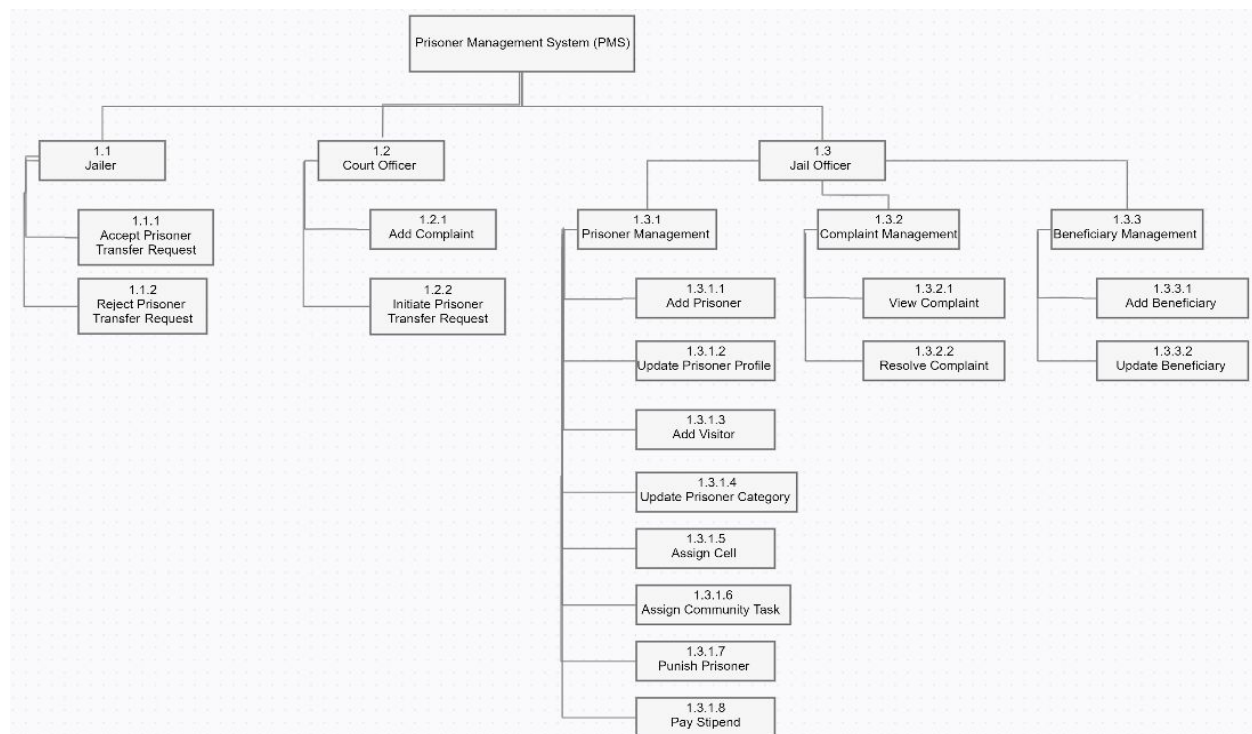 Prisoner Management System (PMS)
1.1
Jailer
1.1.1
Accept Prisoner
Transfer Request
1.1.2
Reject Prisoner
Transfer Request
1.2
Court Officer
1.2.1
Add Complaint
1.2.2
Initiate Prisoner
Transfer Request
1.3
Jail Officer
1.3.1
Prisoner Management
1.3.1.1
Add Prisoner
1.3.1.2
Update Prisoner Profile
1.3.1.3
Add Visitor
1.3.1.4
Update Prisoner Category
1.3.1.5
Assign Cell
1.3.1.6
Assign Community Task
1.3.1.7
Punish Prisoner
1.3.1.8
Pay Stipend
1.3.2
Complaint Management
1.3.2.1
View Complaint
1.3.2.2
Resolve Complaint
1.3.3
Beneficiary Management
1.3.3.1
Add Beneficiary
1.3.3.2
Update Beneficiary